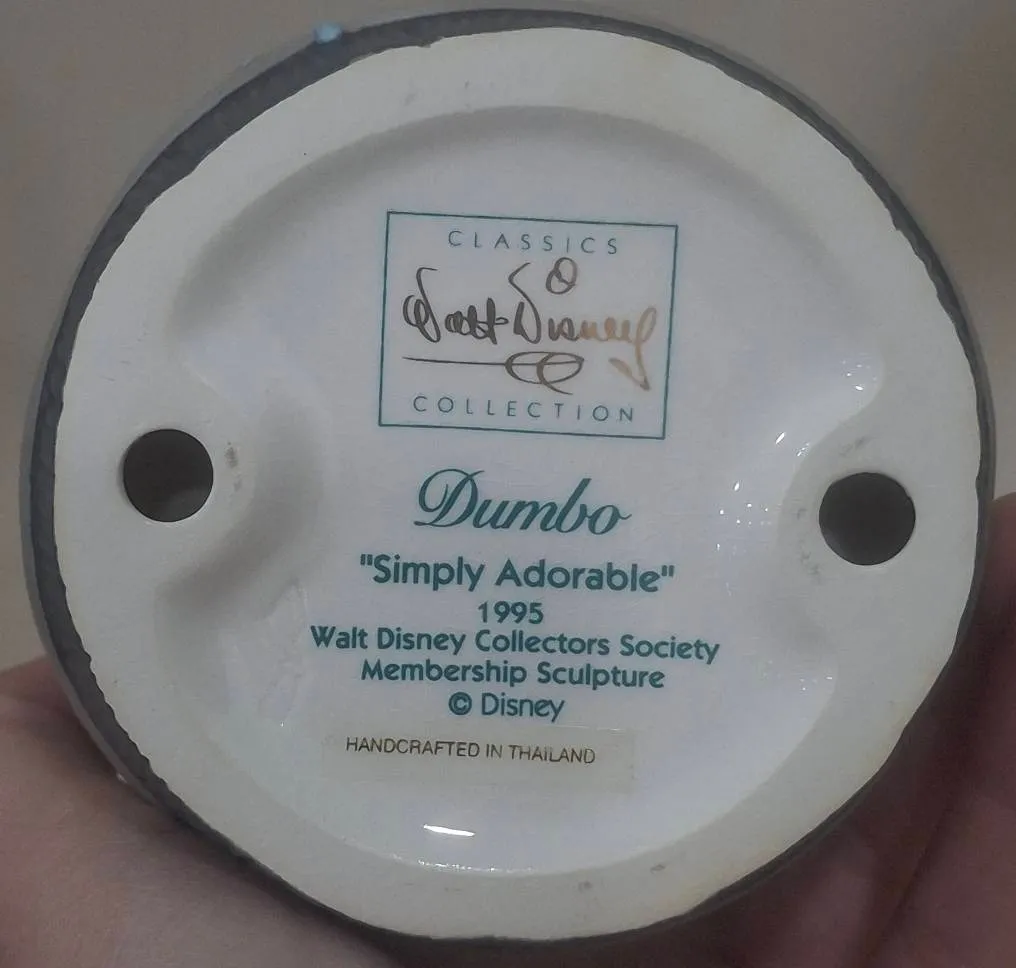 CLASSICS
Walt Disney
COLLECTION
Dumbo
"Simply Adorable"
1995
Walt Disney Collectors Society
Membership Sculpture
© Disney
HANDCRAFTED IN THAILAND